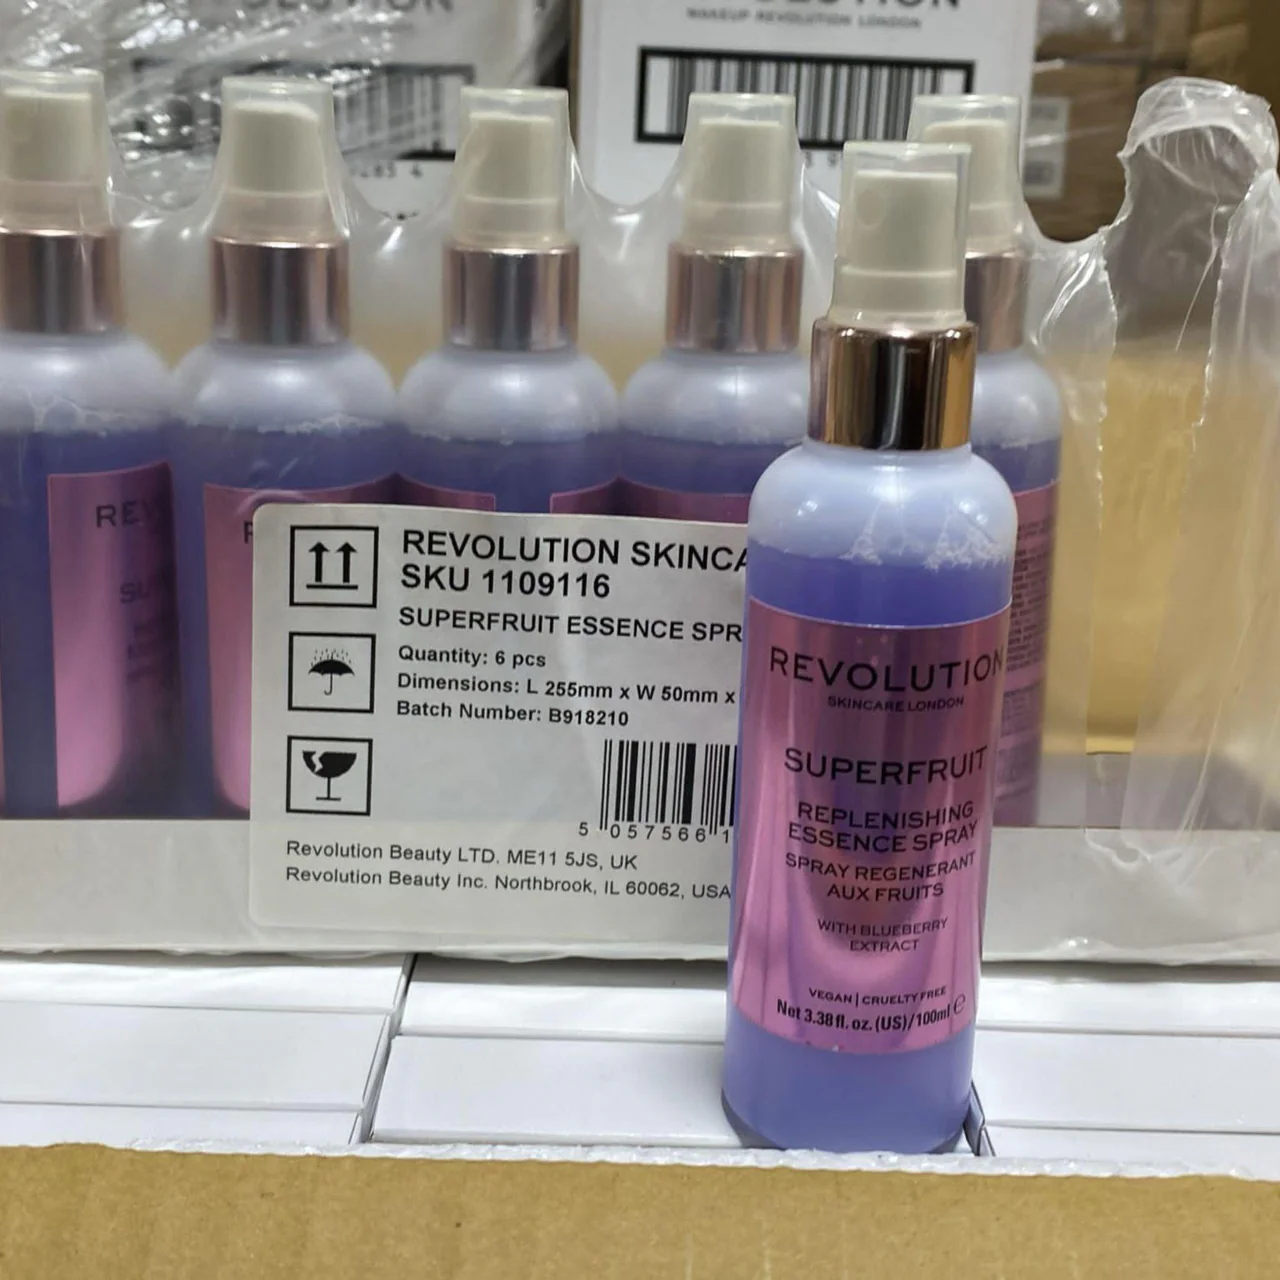 MAKEUP REVOLUTION LONDON
REV
REVOLUTION SKINCA
SKU 1109116
SUPERFRUIT ESSENCE SPR
Quantity: 6 pcs
Dimensions: L 255mm x W 50mm x
Batch Number: B918210
5 057566 1
Revolution Beauty LTD. ME11 5JS, UK
Revolution Beauty Inc. Northbrook, IL 60062, USA
REVOLUTION
SKINCARE LONDON
SUPERFRUIT
REPLENISHING
ESSENCE SPRAY
SPRAY REGENERANT
AUX FRUITS
WITH BLUEBERRY
EXTRACT
VEGAN | CRUELTY FREE
Net 3.38 fl. oz. (US)/100ml e